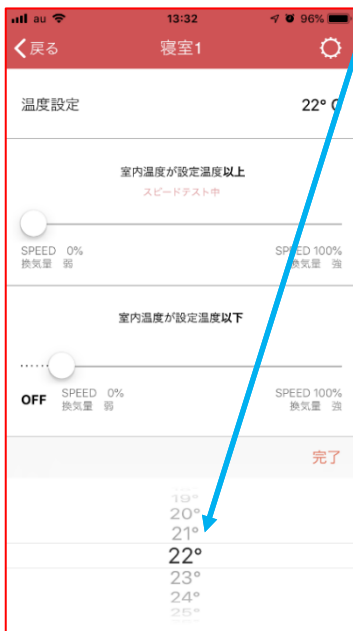 au 13:32 96%
戻る 寝室1
温度設定 22° C
室内温度が設定温度以上
スピードテスト中
SPEED 0% SPEED 100%
換気量 弱 換気量 強
室内温度が設定温度以下
OFF SPEED 0% SPEED 100%
換気量 弱 換気量 強
完了
19°
20°
21°
22°
23°
24°
25°